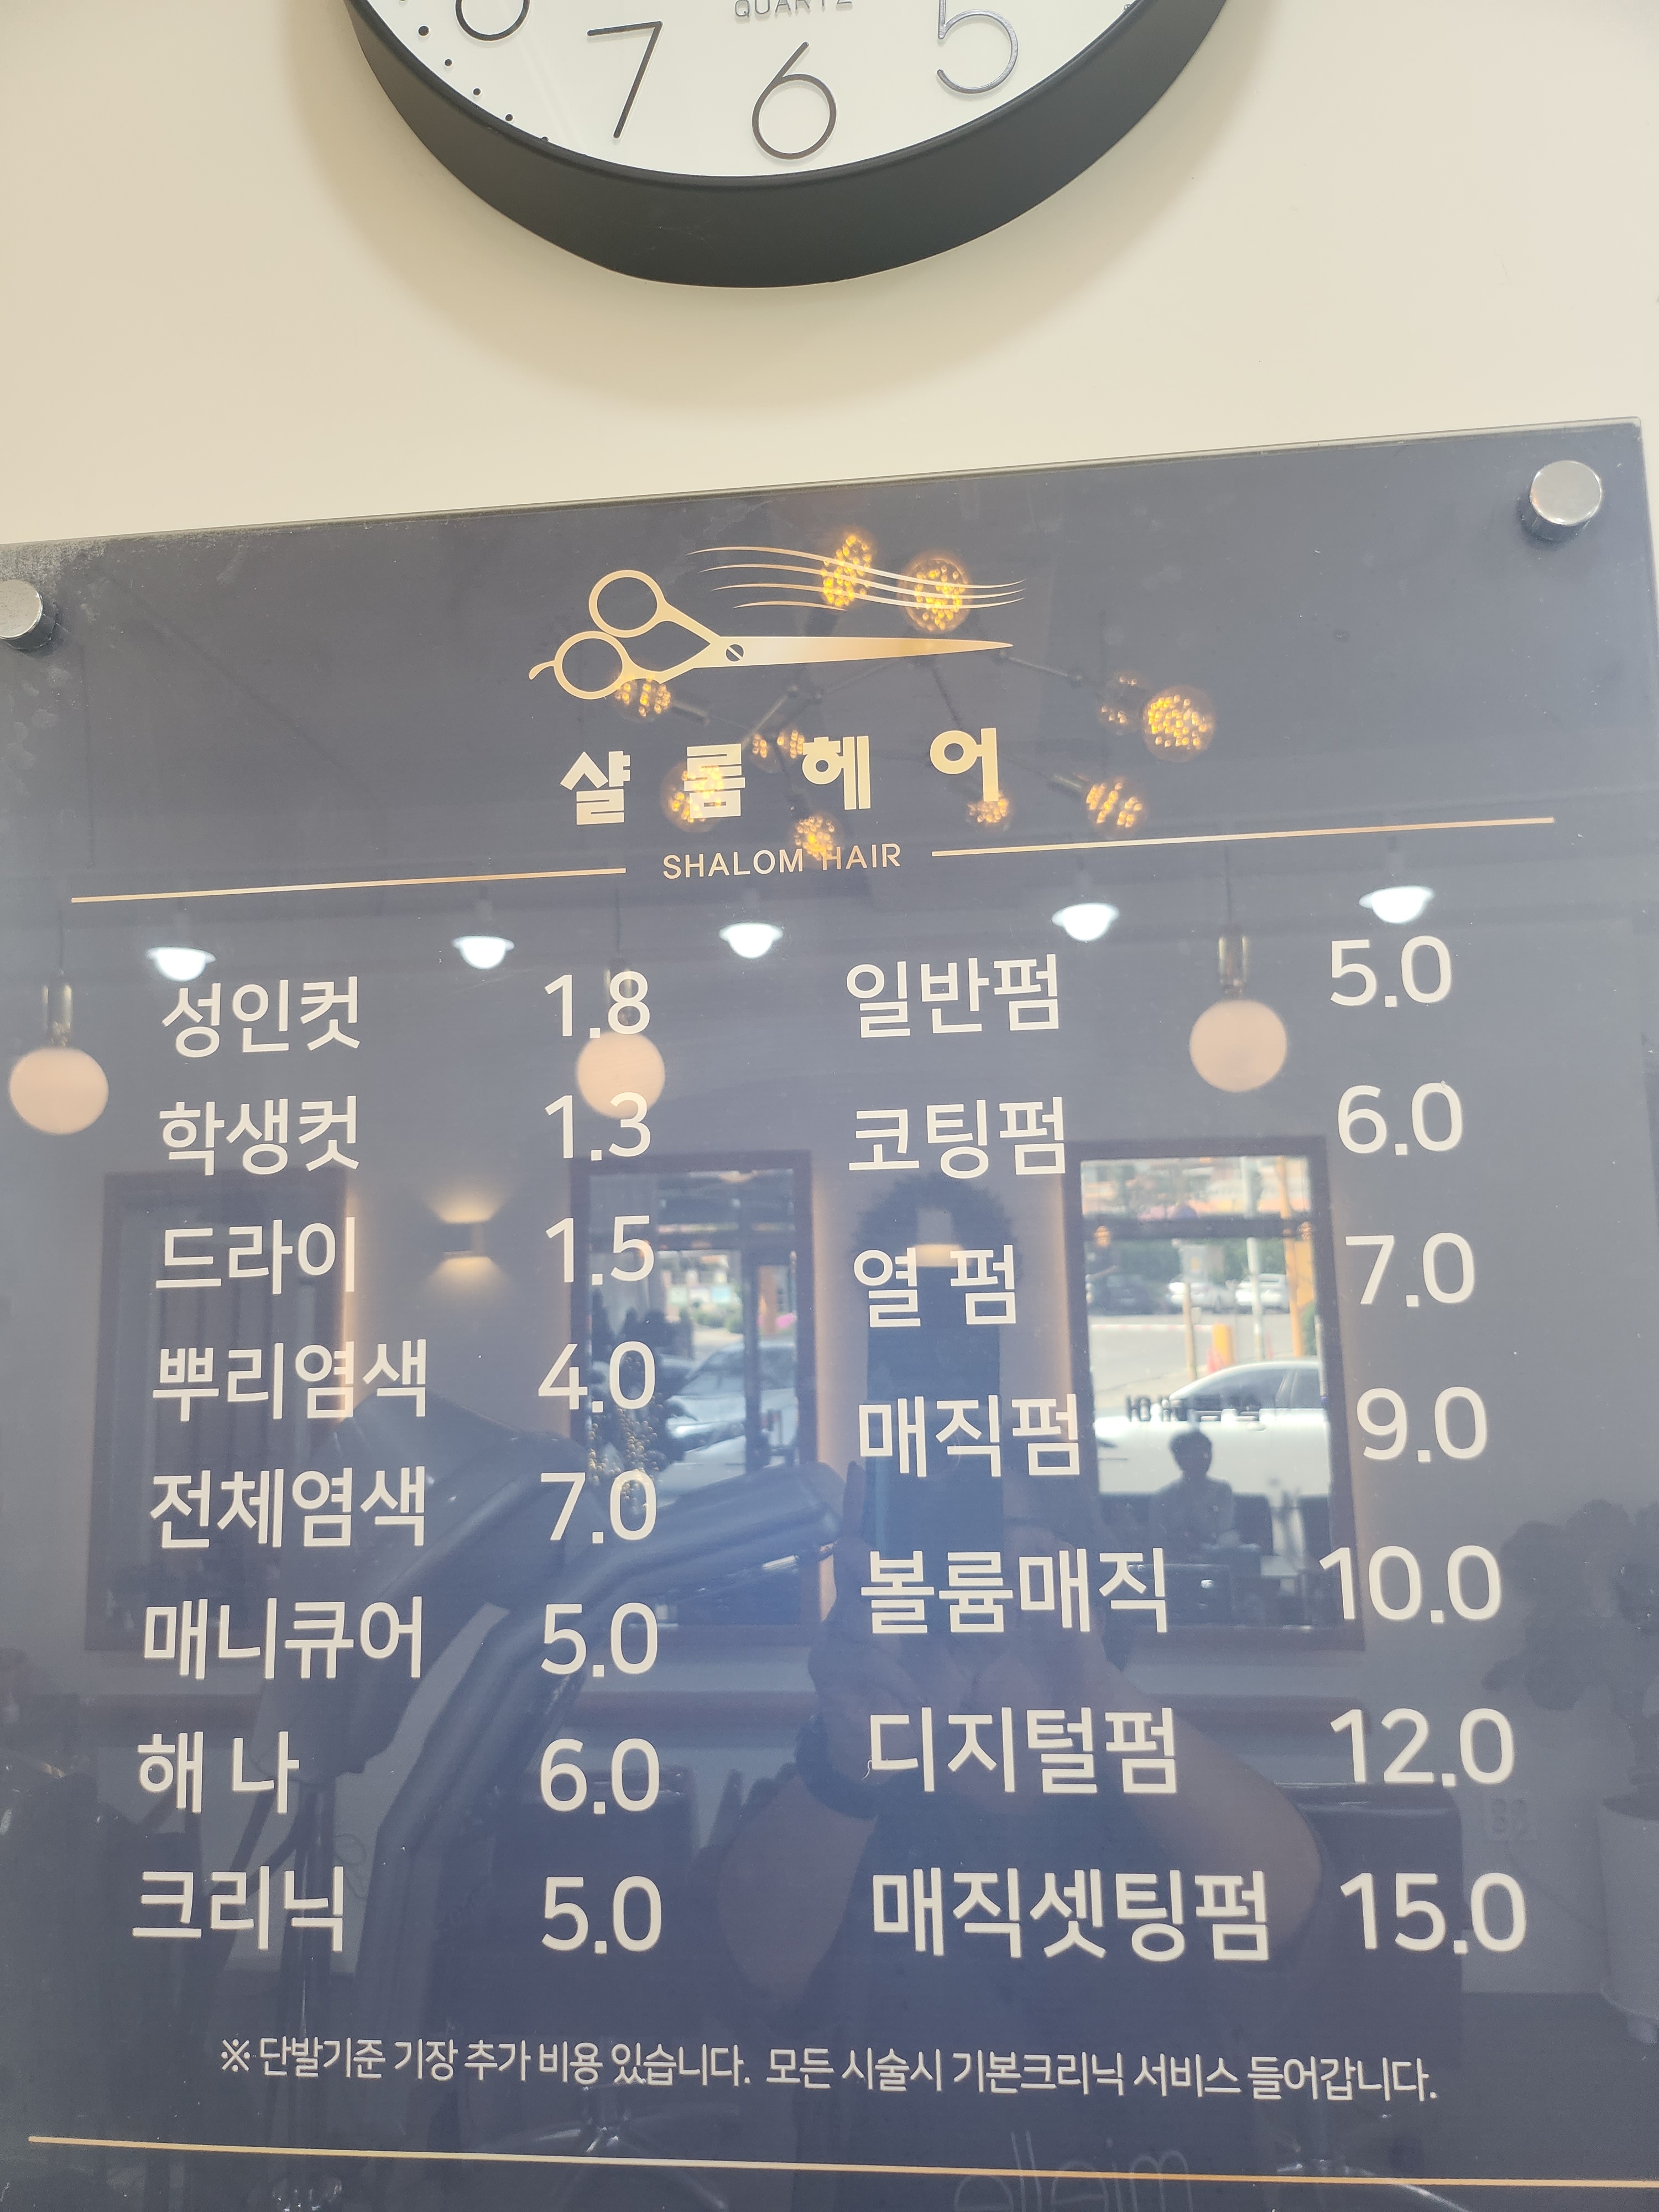 QUARTZ
8 7 6 5
샬롬헤어
SHALOM HAIR
성인컷 1.8
학생컷 1.3
드라이 1.5
뿌리염색 4.0
전체염색 7.0
매니큐어 5.0
해 나 6.0
크리닉 5.0
일반펌 5.0
코팅펌 6.0
열 펌 7.0
매직펌 9.0
볼륨매직 10.0
디지털펌 12.0
매직셋팅펌 15.0
※ 단발기준 기장 추가 비용 있습니다. 모든 시술시 기본크리닉 서비스 들어갑니다.